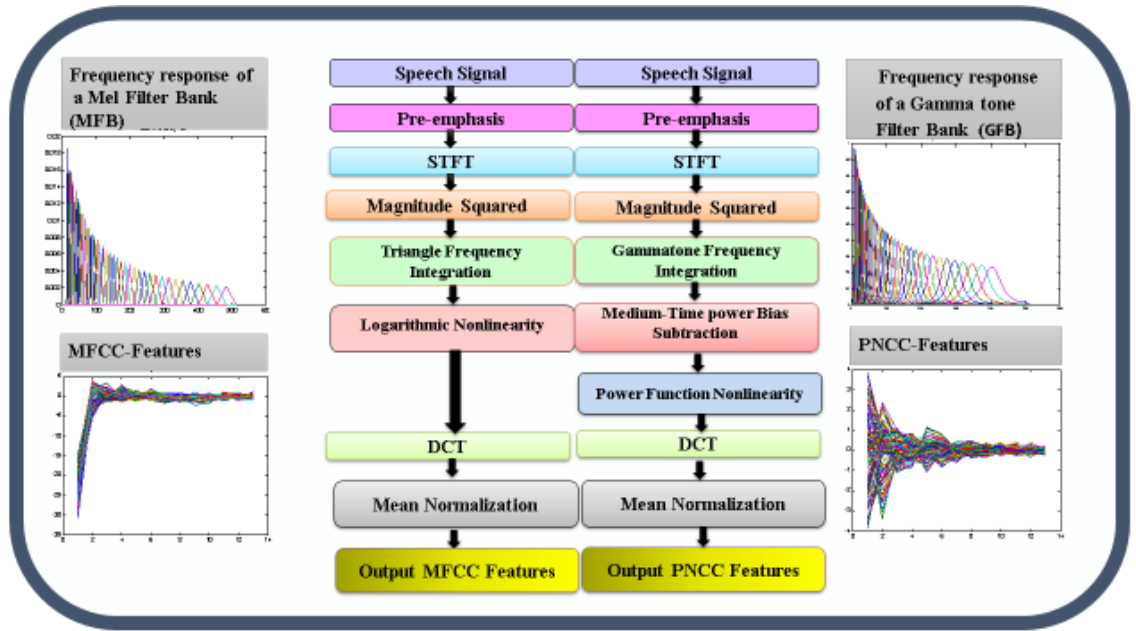 Frequency response of
a Mel Filter Bank
(MFB)
MFCC-Features
Speech Signal
Pre-emphasis
STFT
Magnitude Squared
Triangle Frequency
Integration
Logarithmic Nonlinearity
DCT
Mean Normalization
Output MFCC Features
Speech Signal
Pre-emphasis
STFT
Magnitude Squared
Gammatone Frequency
Integration
Medium-Time power Bias
Subtraction
Power Function Nonlinearity
DCT
Mean Normalization
Output PNCC Features
Frequency response
of a Gamma tone
Filter Bank (GFB)
PNCC-Features